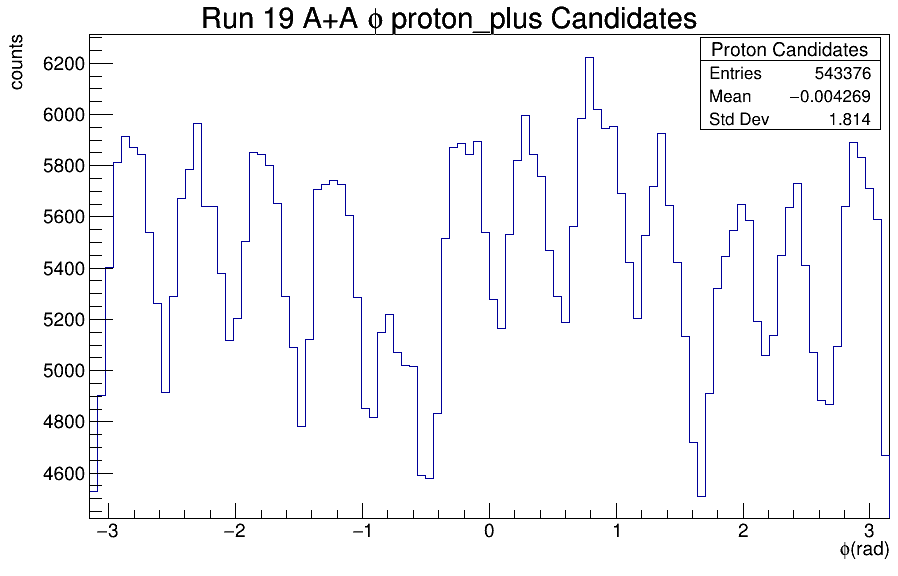 Run 19 A+A ϕ proton_plus Candidates
counts
Proton Candidates
Entries 543376
Mean −0.004269
Std Dev 1.814
6200
6000
5800
5600
5400
5200
5000
4800
4600
−3 −2 −1 0 1 2 3
ϕ(rad)